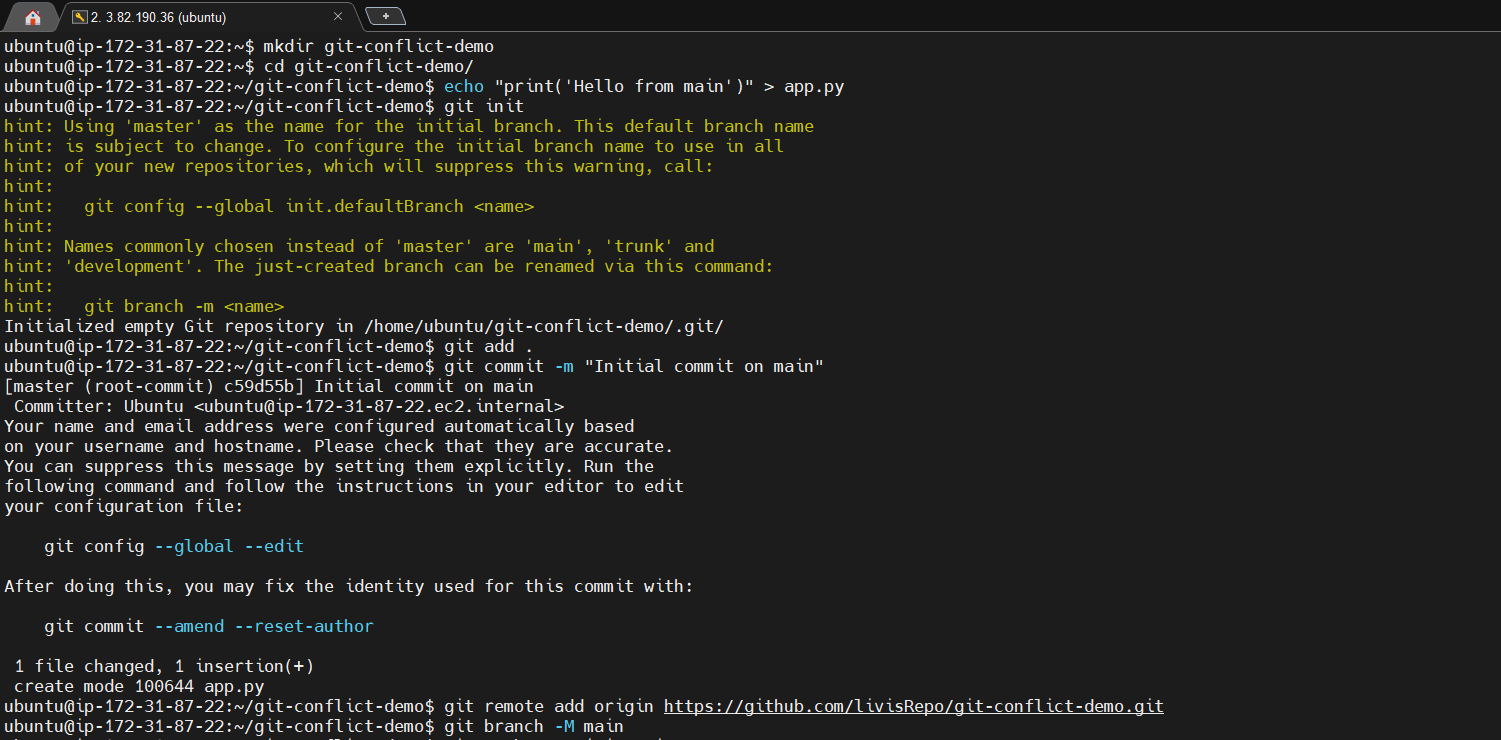 2. 3.82.190.36 (ubuntu)
ubuntu@ip-172-31-87-22:~$ mkdir git-conflict-demo
ubuntu@ip-172-31-87-22:~$ cd git-conflict-demo/
ubuntu@ip-172-31-87-22:~/git-conflict-demo$ echo "print('Hello from main')" > app.py
ubuntu@ip-172-31-87-22:~/git-conflict-demo$ git init
hint: Using 'master' as the name for the initial branch. This default branch name
hint: is subject to change. To configure the initial branch name to use in all
hint: of your new repositories, which will suppress this warning, call:
hint:
hint:   git config --global init.defaultBranch <name>
hint:
hint: Names commonly chosen instead of 'master' are 'main', 'trunk' and
hint: 'development'. The just-created branch can be renamed via this command:
hint:
hint:   git branch -m <name>
Initialized empty Git repository in /home/ubuntu/git-conflict-demo/.git/
ubuntu@ip-172-31-87-22:~/git-conflict-demo$ git add .
ubuntu@ip-172-31-87-22:~/git-conflict-demo$ git commit -m "Initial commit on main"
[master (root-commit) c59d55b] Initial commit on main
 Committer: Ubuntu <ubuntu@ip-172-31-87-22.ec2.internal>
Your name and email address were configured automatically based
on your username and hostname. Please check that they are accurate.
You can suppress this message by setting them explicitly. Run the
following command and follow the instructions in your editor to edit
your configuration file:
    git config --global --edit
After doing this, you may fix the identity used for this commit with:
    git commit --amend --reset-author
 1 file changed, 1 insertion(+)
 create mode 100644 app.py
ubuntu@ip-172-31-87-22:~/git-conflict-demo$ git remote add origin https://github.com/livisRepo/git-conflict-demo.git
ubuntu@ip-172-31-87-22:~/git-conflict-demo$ git branch -M main